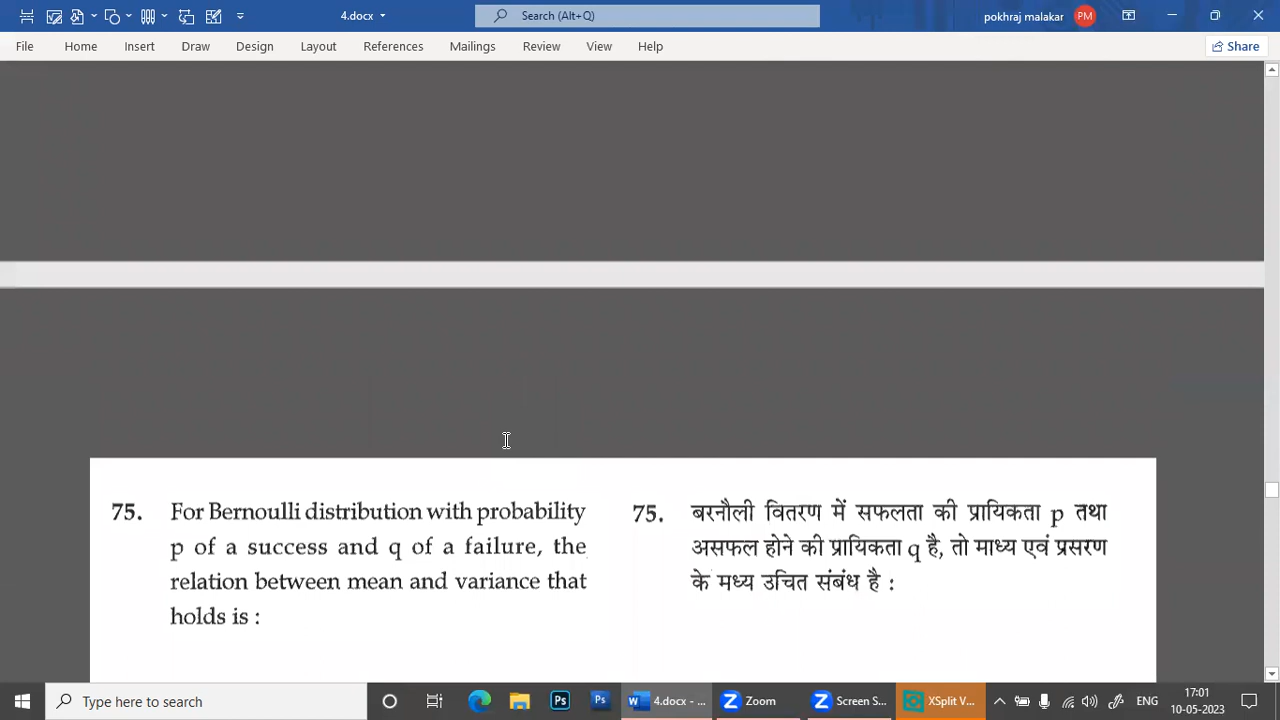 4.docx
Search (Alt+Q)
pokhraj malakar
PM
File Home Insert Draw Design Layout References Mailings Review View Help
Share
75. For Bernoulli distribution with probability
p of a success and q of a failure, the
relation between mean and variance that
holds is :
75. बरनौली वितरण में सफलता की प्रायिकता p तथा
असफल होने की प्रायिकता q है, तो माध्य एवं प्रसरण
के मध्य उचित संबंध है :
Type here to search
Ps
Ps
4.docx - ...
Zoom
Screen S...
XSplit V...
ENG
17:01
10-05-2023